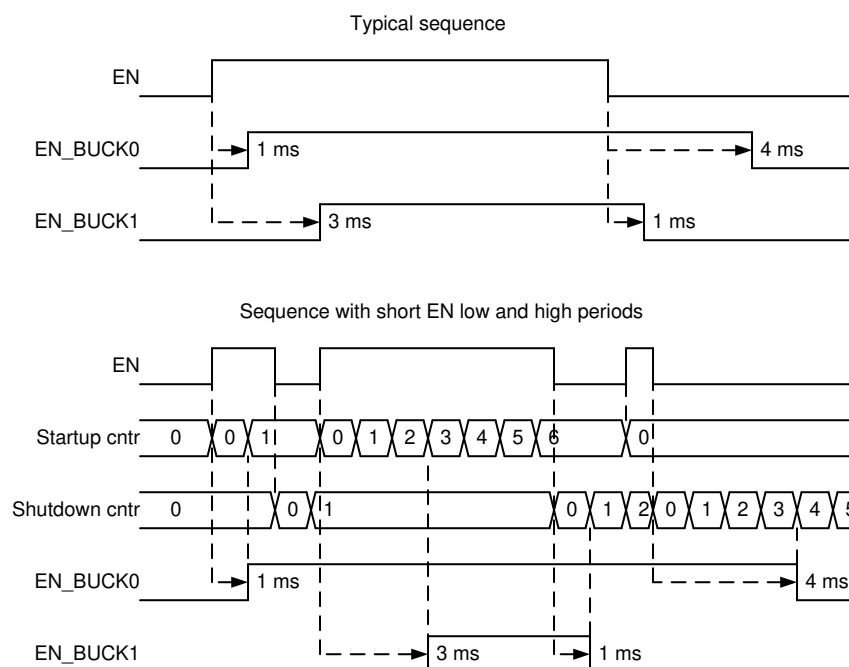 Typical sequence
EN
EN_BUCK0 1 ms 4 ms
EN_BUCK1 3 ms 1 ms
Sequence with short EN low and high periods
EN
Startup cntr 0 0 1 0 1 2 3 4 5 6 0
Shutdown cntr 0 0 1 0 1 2 0 1 2 3 4 5
EN_BUCK0 1 ms 4 ms
EN_BUCK1 3 ms 1 ms